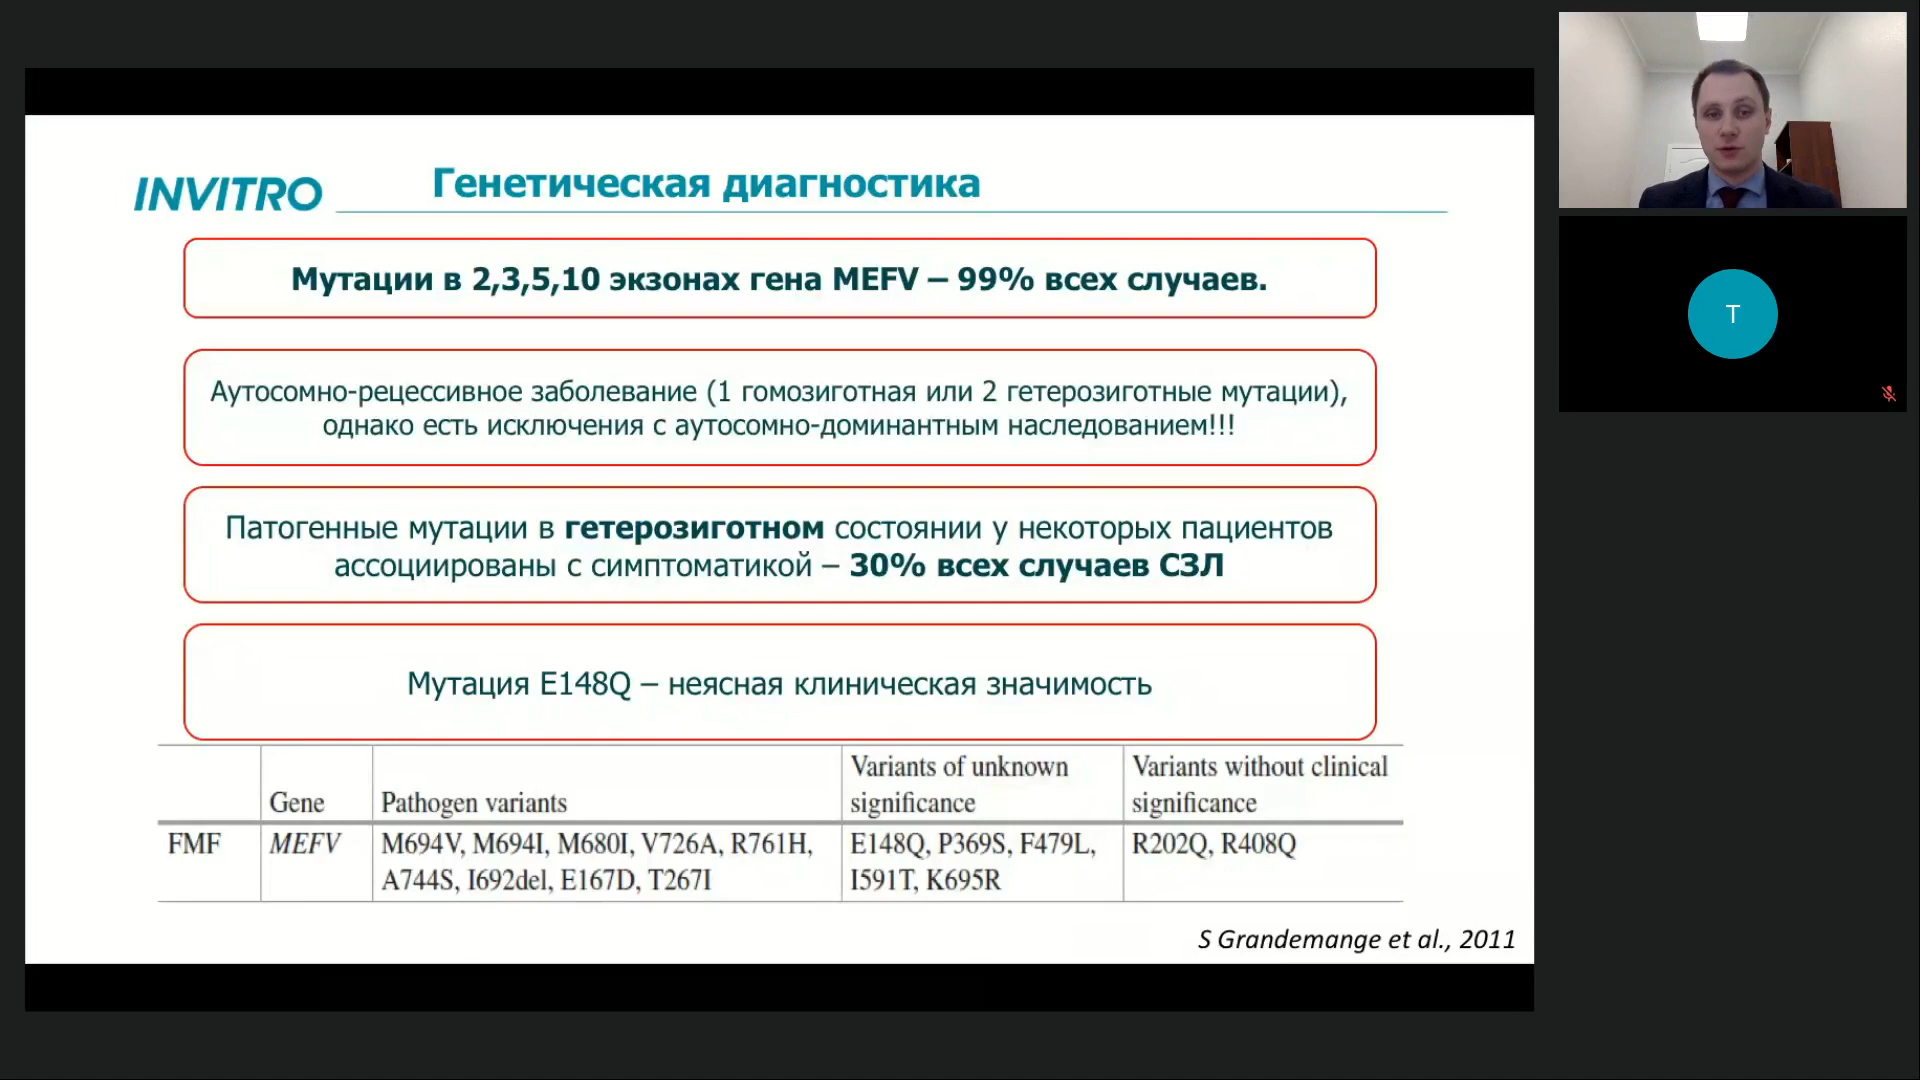 INVITRO
Генетическая диагностика
Мутации в 2,3,5,10 экзонах гена MEFV – 99% всех случаев.
Аутосомно-рецессивное заболевание (1 гомозиготная или 2 гетерозиготные мутации),
однако есть исключения с аутосомно-доминантным наследованием!!!
Патогенные мутации в гетерозиготном состоянии у некоторых пациентов
ассоциированы с симптоматикой – 30% всех случаев СЗЛ
Мутация E148Q – неясная клиническая значимость
Gene
Pathogen variants
Variants of unknown
significance
Variants without clinical
significance
FMF
MEFV
M694V, M694I, M680I, V726A, R761H,
A744S, I692del, E167D, T267I
E148Q, P369S, F479L,
I591T, K695R
R202Q, R408Q
S Grandemange et al., 2011
T